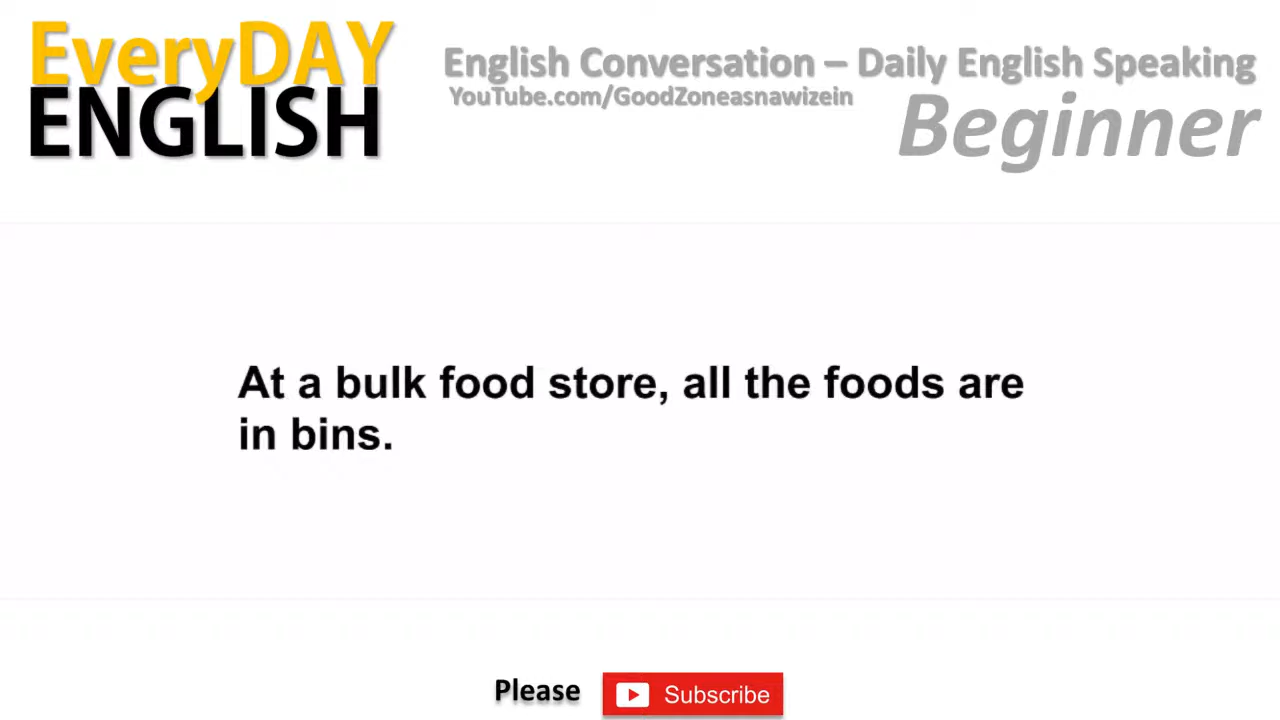 EveryDAY
ENGLISH
English Conversation – Daily English Speaking
YouTube.com/GoodZoneasnawizein
Beginner
At a bulk food store, all the foods are
in bins.
Please
Subscribe